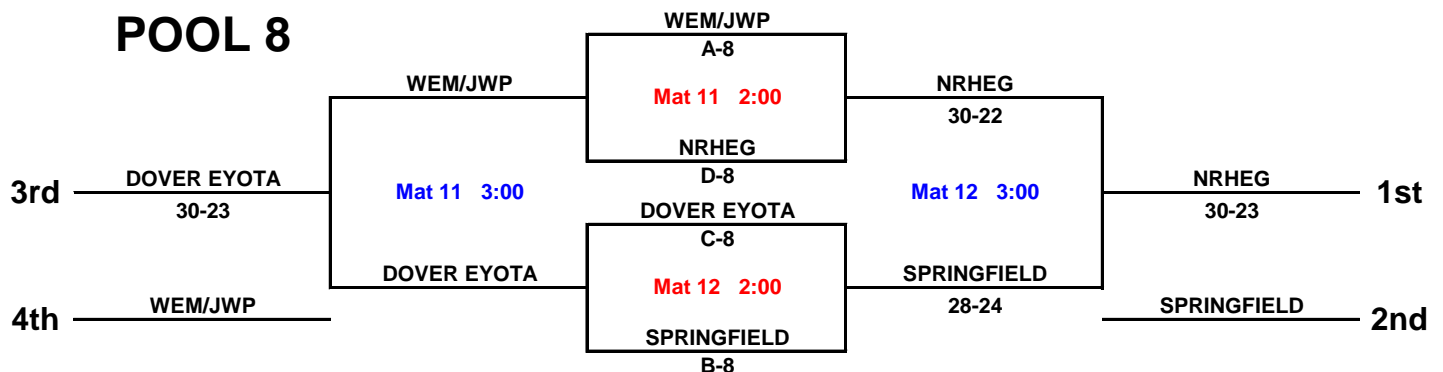 POOL 8
WEM/JWP
A-8
WEM/JWP
Mat 11 2:00
NRHEG
30-22
NRHEG
D-8
3rd
DOVER EYOTA
30-23
Mat 11 3:00
Mat 12 3:00
NRHEG
30-23
1st
DOVER EYOTA
C-8
DOVER EYOTA
Mat 12 2:00
SPRINGFIELD
28-24
4th
WEM/JWP
SPRINGFIELD
B-8
SPRINGFIELD
2nd